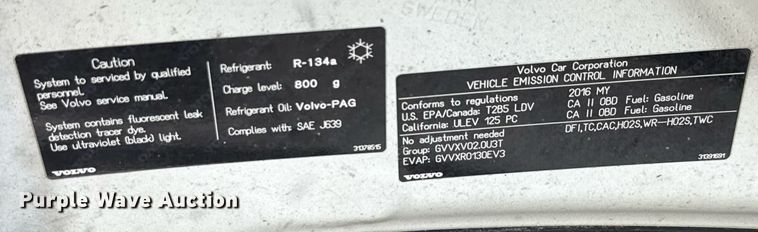 SWEDEN
Caution
System to serviced by qualified
personnel.
See Volvo service manual.
System contains fluorescent leak
detection tracer dye.
Use ultraviolet (black) light.
VOLVO
Refrigerant: R-134a
Charge level: 800 g
Refrigerant Oil: Volvo-PAG
Complies with: SAE J639
31378515
Volvo Car Corporation
VEHICLE EMISSION CONTROL INFORMATION
Conforms to regulations 2016 MY
U.S. EPA/Canada: T2B5 LDV CA II OBD Fuel: Gasoline
California: ULEV 125 PC CA II OBD Fuel: Gasoline
No adjustment needed DFI,TC,CAC,HO2S,WR-HO2S,TWC
Group: GVVXV02.0U3T
EVAP: GVVXR0130EV3
VOLVO 31391691
Purple Wave Auction